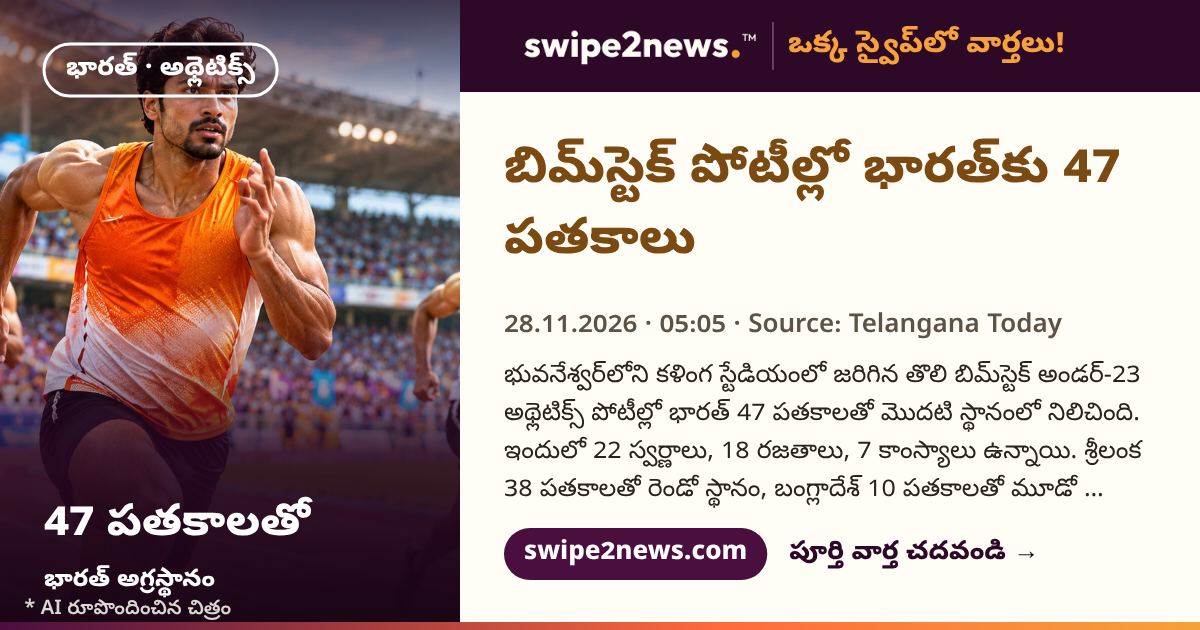 భారత్ · అథ్లెటిక్స్
47 పతకాలతో
భారత్ అగ్రస్థానం
* AI రూపొందించిన చిత్రం
swipe2news.™ ఒక్క స్వైప్‌లో వార్తలు!
బిమ్‌స్టెక్ పోటీల్లో భారత్‌కు 47
పతకాలు
28.11.2026 · 05:05 · Source: Telangana Today
భువనేశ్వర్‌లోని కళింగ స్టేడియంలో జరిగిన తొలి బిమ్‌స్టెక్ అండర్-23
అథ్లెటిక్స్ పోటీల్లో భారత్ 47 పతకాలతో మొదటి స్థానంలో నిలిచింది.
ఇందులో 22 స్వర్ణాలు, 18 రజతాలు, 7 కాంస్యాలు ఉన్నాయి. శ్రీలంక
38 పతకాలతో రెండో స్థానం, బంగ్లాదేశ్ 10 పతకాలతో మూడో ...
swipe2news.com పూర్తి వార్త చదవండి →